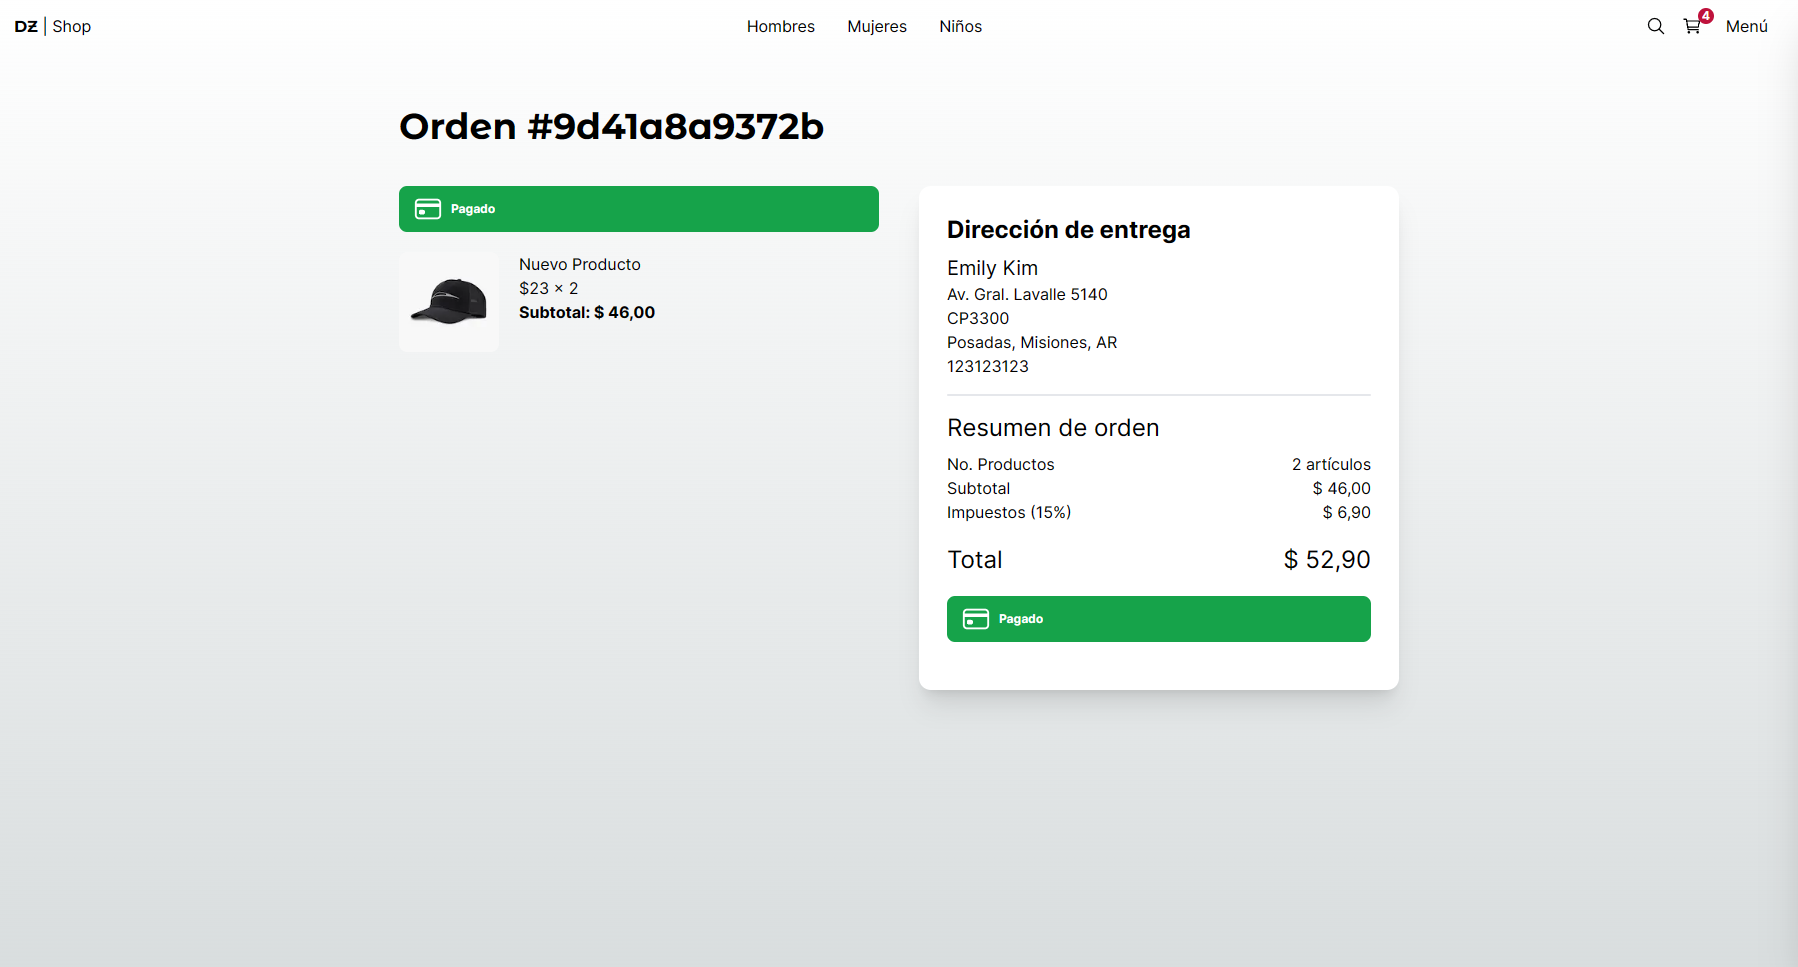 DZ | Shop
Hombres
Mujeres
Niños
4
Menú
Orden #9d41a8a9372b
Pagado
Nuevo Producto
$23 × 2
Subtotal: $ 46,00
Dirección de entrega
Emily Kim
Av. Gral. Lavalle 5140
CP3300
Posadas, Misiones, AR
123123123
Resumen de orden
No. Productos 2 artículos
Subtotal $ 46,00
Impuestos (15%) $ 6,90
Total $ 52,90
Pagado